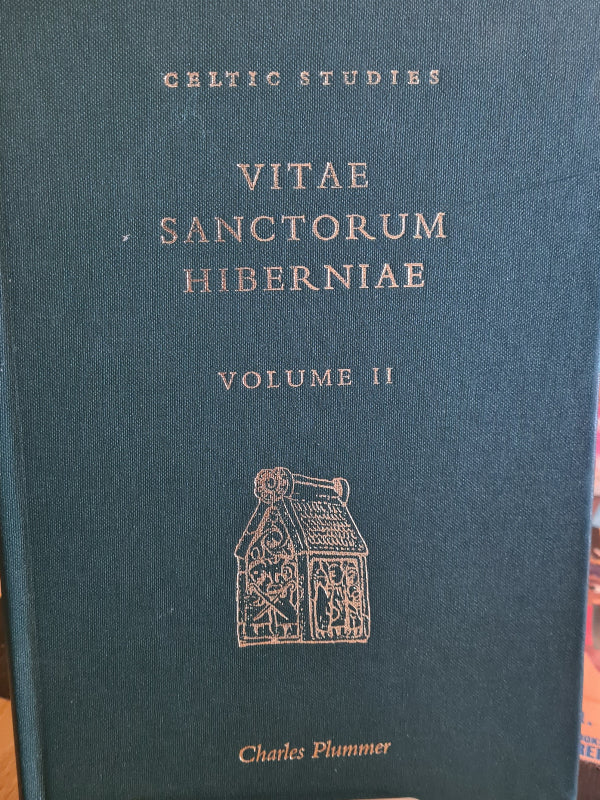 CELTIC STUDIES
VITAE
SANCTORUM
HIBERNIAE
VOLUME II
Charles Plummer